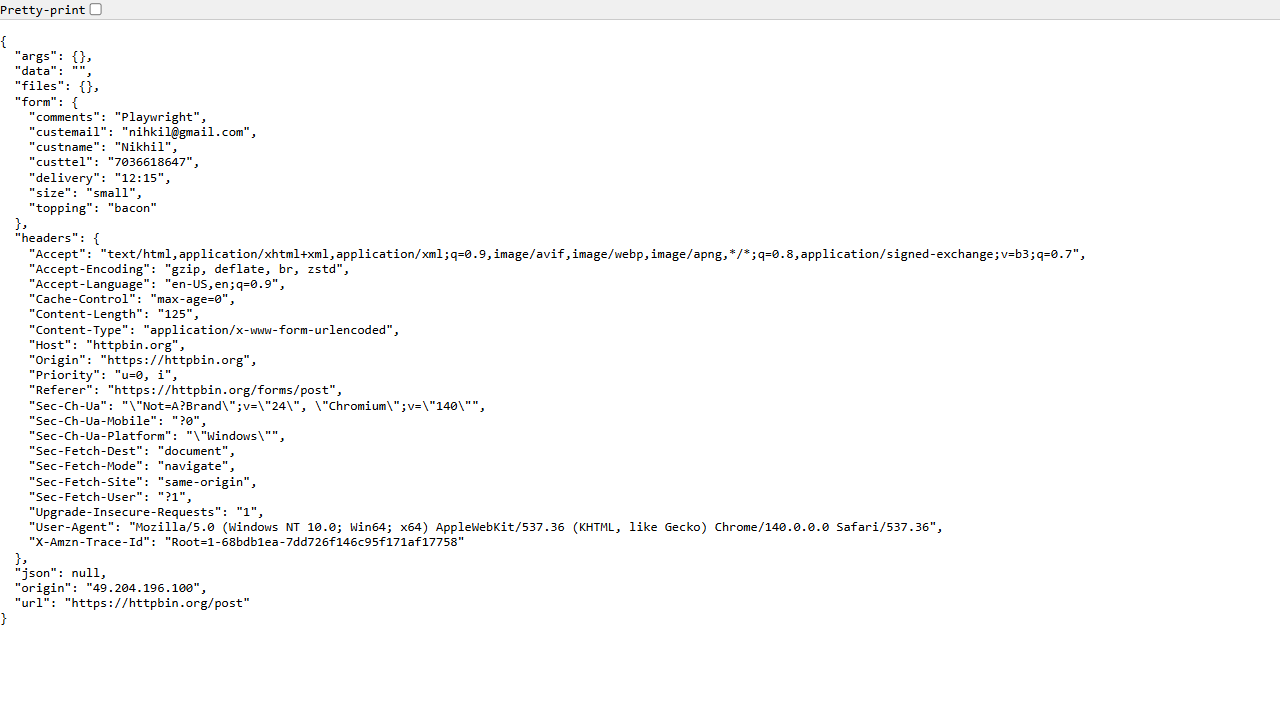 Pretty-print
{
  "args": {},
  "data": "",
  "files": {},
  "form": {
    "comments": "Playwright",
    "custemail": "nihkil@gmail.com",
    "custname": "Nikhil",
    "custtel": "7036618647",
    "delivery": "12:15",
    "size": "small",
    "topping": "bacon"
  },
  "headers": {
    "Accept": "text/html,application/xhtml+xml,application/xml;q=0.9,image/avif,image/webp,image/apng,*/*;q=0.8,application/signed-exchange;v=b3;q=0.7",
    "Accept-Encoding": "gzip, deflate, br, zstd",
    "Accept-Language": "en-US,en;q=0.9",
    "Cache-Control": "max-age=0",
    "Content-Length": "125",
    "Content-Type": "application/x-www-form-urlencoded",
    "Host": "httpbin.org",
    "Origin": "https://httpbin.org",
    "Priority": "u=0, i",
    "Referer": "https://httpbin.org/forms/post",
    "Sec-Ch-Ua": "\"Not=A?Brand\";v=\"24\", \"Chromium\";v=\"140\"",
    "Sec-Ch-Ua-Mobile": "?0",
    "Sec-Ch-Ua-Platform": "\"Windows\"",
    "Sec-Fetch-Dest": "document",
    "Sec-Fetch-Mode": "navigate",
    "Sec-Fetch-Site": "same-origin",
    "Sec-Fetch-User": "?1",
    "Upgrade-Insecure-Requests": "1",
    "User-Agent": "Mozilla/5.0 (Windows NT 10.0; Win64; x64) AppleWebKit/537.36 (KHTML, like Gecko) Chrome/140.0.0.0 Safari/537.36",
    "X-Amzn-Trace-Id": "Root=1-68bdb1ea-7dd726f146c95f171af17758"
  },
  "json": null,
  "origin": "49.204.196.100",
  "url": "https://httpbin.org/post"
}